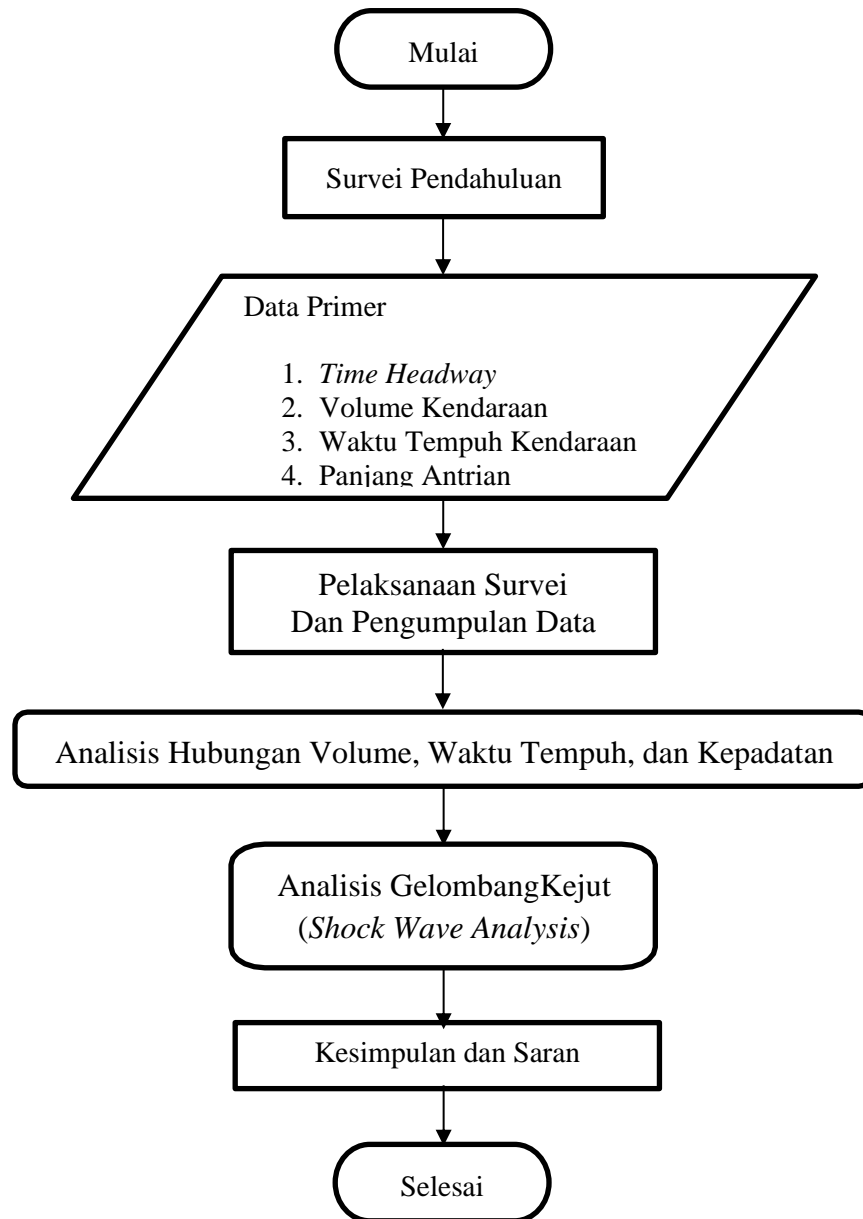 Mulai
Survei Pendahuluan
Data Primer
1. Time Headway
2. Volume Kendaraan
3. Waktu Tempuh Kendaraan
4. Panjang Antrian
Pelaksanaan Survei
Dan Pengumpulan Data
Analisis Hubungan Volume, Waktu Tempuh, dan Kepadatan
Analisis GelombangKejut
(Shock Wave Analysis)
Kesimpulan dan Saran
Selesai